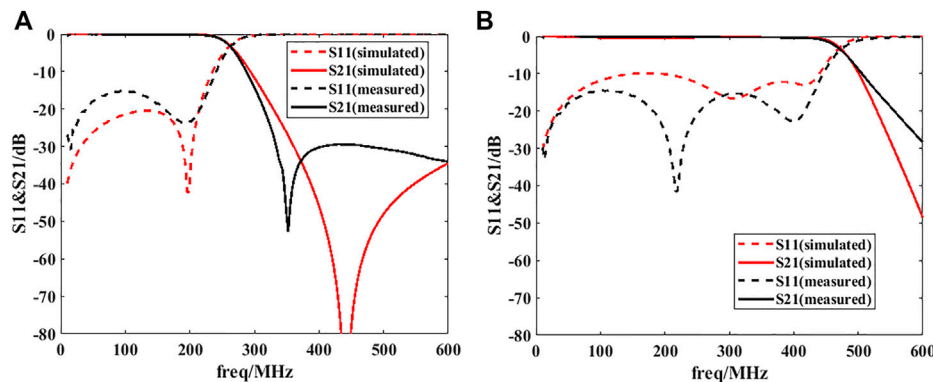 A
S11&S21/dB
0
-10
-20
-30
-40
-50
-60
-70
-80
S11(simulated)
S21(simulated)
S11(measured)
S21(measured)
0 100 200 300 400 500 600
freq/MHz
B
S11&S21/dB
0
-10
-20
-30
-40
-50
-60
-70
-80
S11(simulated)
S21(simulated)
S11(measured)
S21(measured)
0 100 200 300 400 500 600
freq/MHz